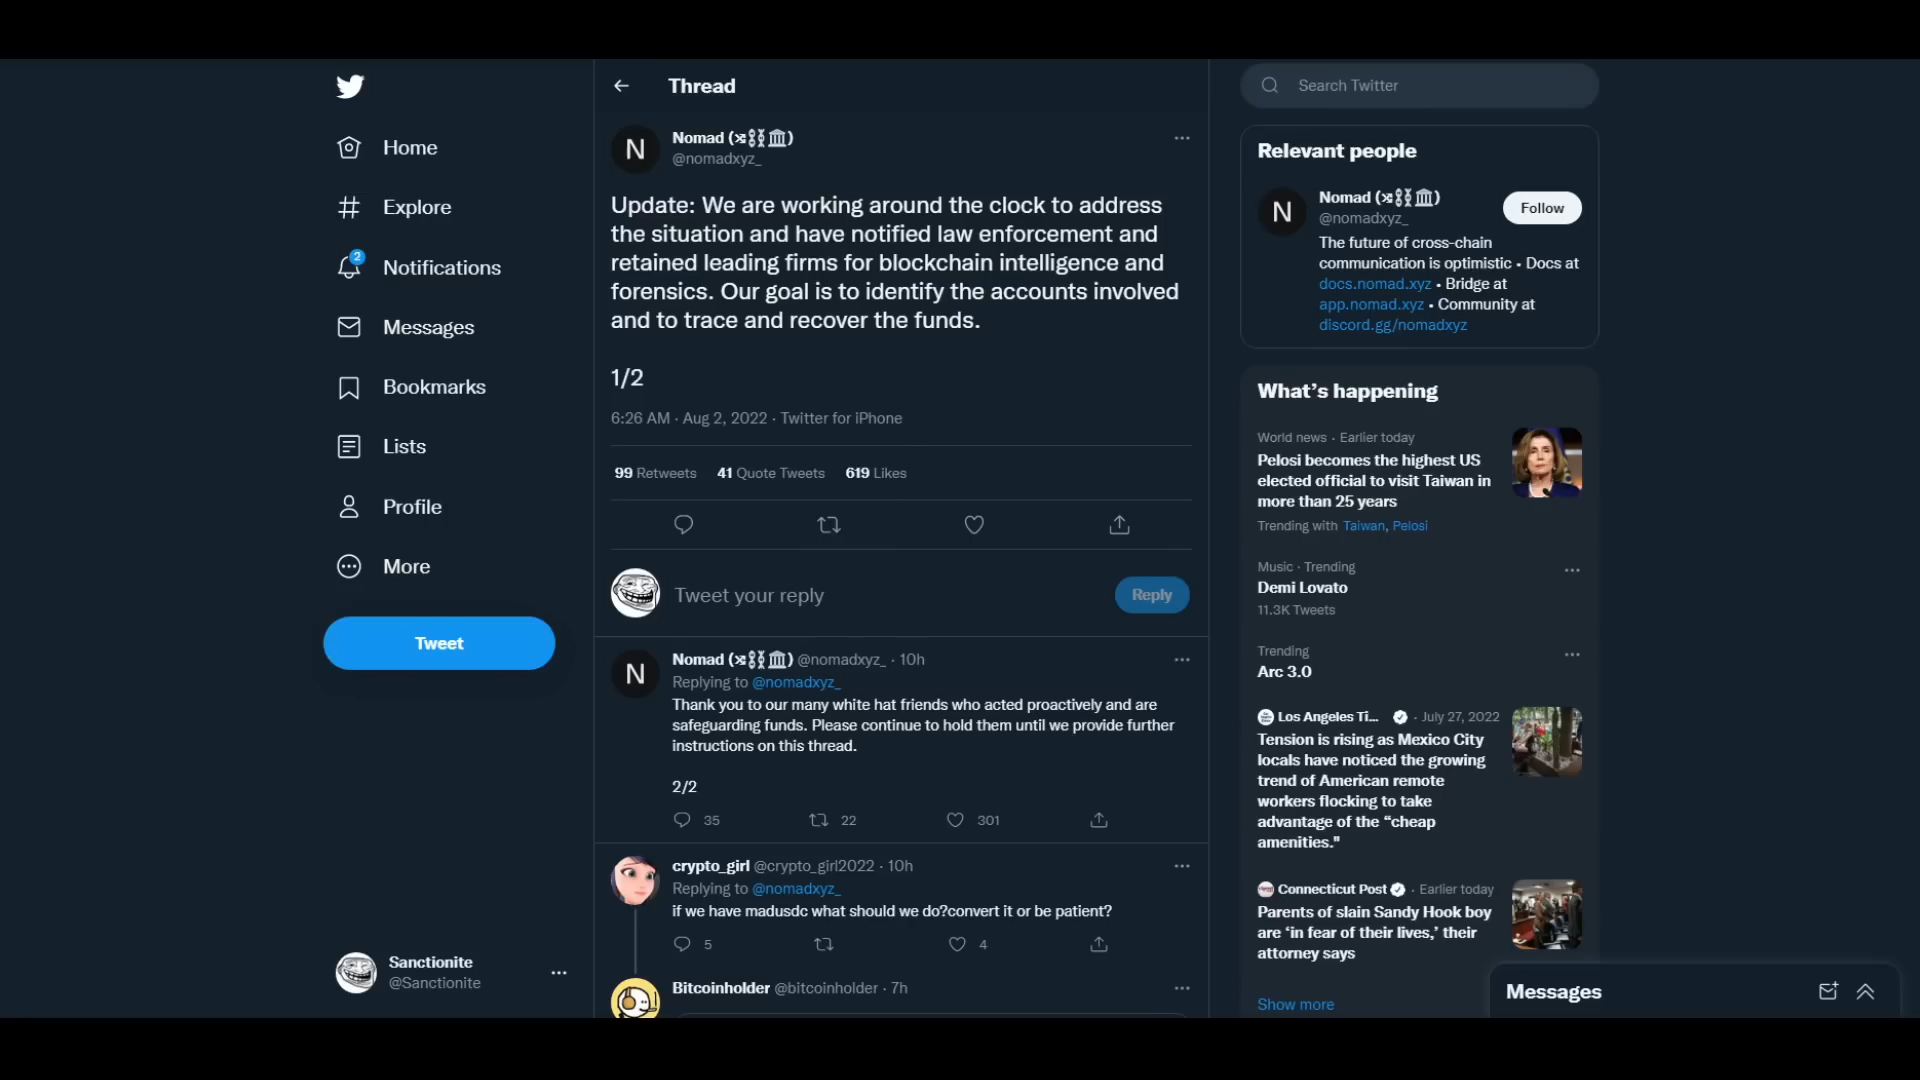 Home
Explore
2
Notifications
Messages
Bookmarks
Lists
Profile
More
Tweet
Sanctionite
@Sanctionite
Thread
N
Nomad (⤭⛓🏛)
@nomadxyz_
Update: We are working around the clock to address
the situation and have notified law enforcement and
retained leading firms for blockchain intelligence and
forensics. Our goal is to identify the accounts involved
and to trace and recover the funds.
1/2
6:26 AM · Aug 2, 2022 · Twitter for iPhone
99 Retweets 41 Quote Tweets 619 Likes
Tweet your reply
Reply
N
Nomad (⤭⛓🏛) @nomadxyz_ · 10h
Replying to @nomadxyz_
Thank you to our many white hat friends who acted proactively and are
safeguarding funds. Please continue to hold them until we provide further
instructions on this thread.
2/2
35 22 301
crypto_girl @crypto_girl2022 · 10h
Replying to @nomadxyz_
if we have madusdc what should we do?convert it or be patient?
5 4
Bitcoinholder @bitcoinholder · 7h
Search Twitter
Relevant people
N
Nomad (⤭⛓🏛)
@nomadxyz_
Follow
The future of cross-chain
communication is optimistic • Docs at
docs.nomad.xyz • Bridge at
app.nomad.xyz • Community at
discord.gg/nomadxyz
What's happening
World news · Earlier today
Pelosi becomes the highest US
elected official to visit Taiwan in
more than 25 years
Trending with Taiwan, Pelosi
Music · Trending
Demi Lovato
11.3K Tweets
Trending
Arc 3.0
Los Angeles Ti... · July 27, 2022
Tension is rising as Mexico City
locals have noticed the growing
trend of American remote
workers flocking to take
advantage of the “cheap
amenities."
Connecticut Post · Earlier today
Parents of slain Sandy Hook boy
are ‘in fear of their lives,’ their
attorney says
Show more
Messages